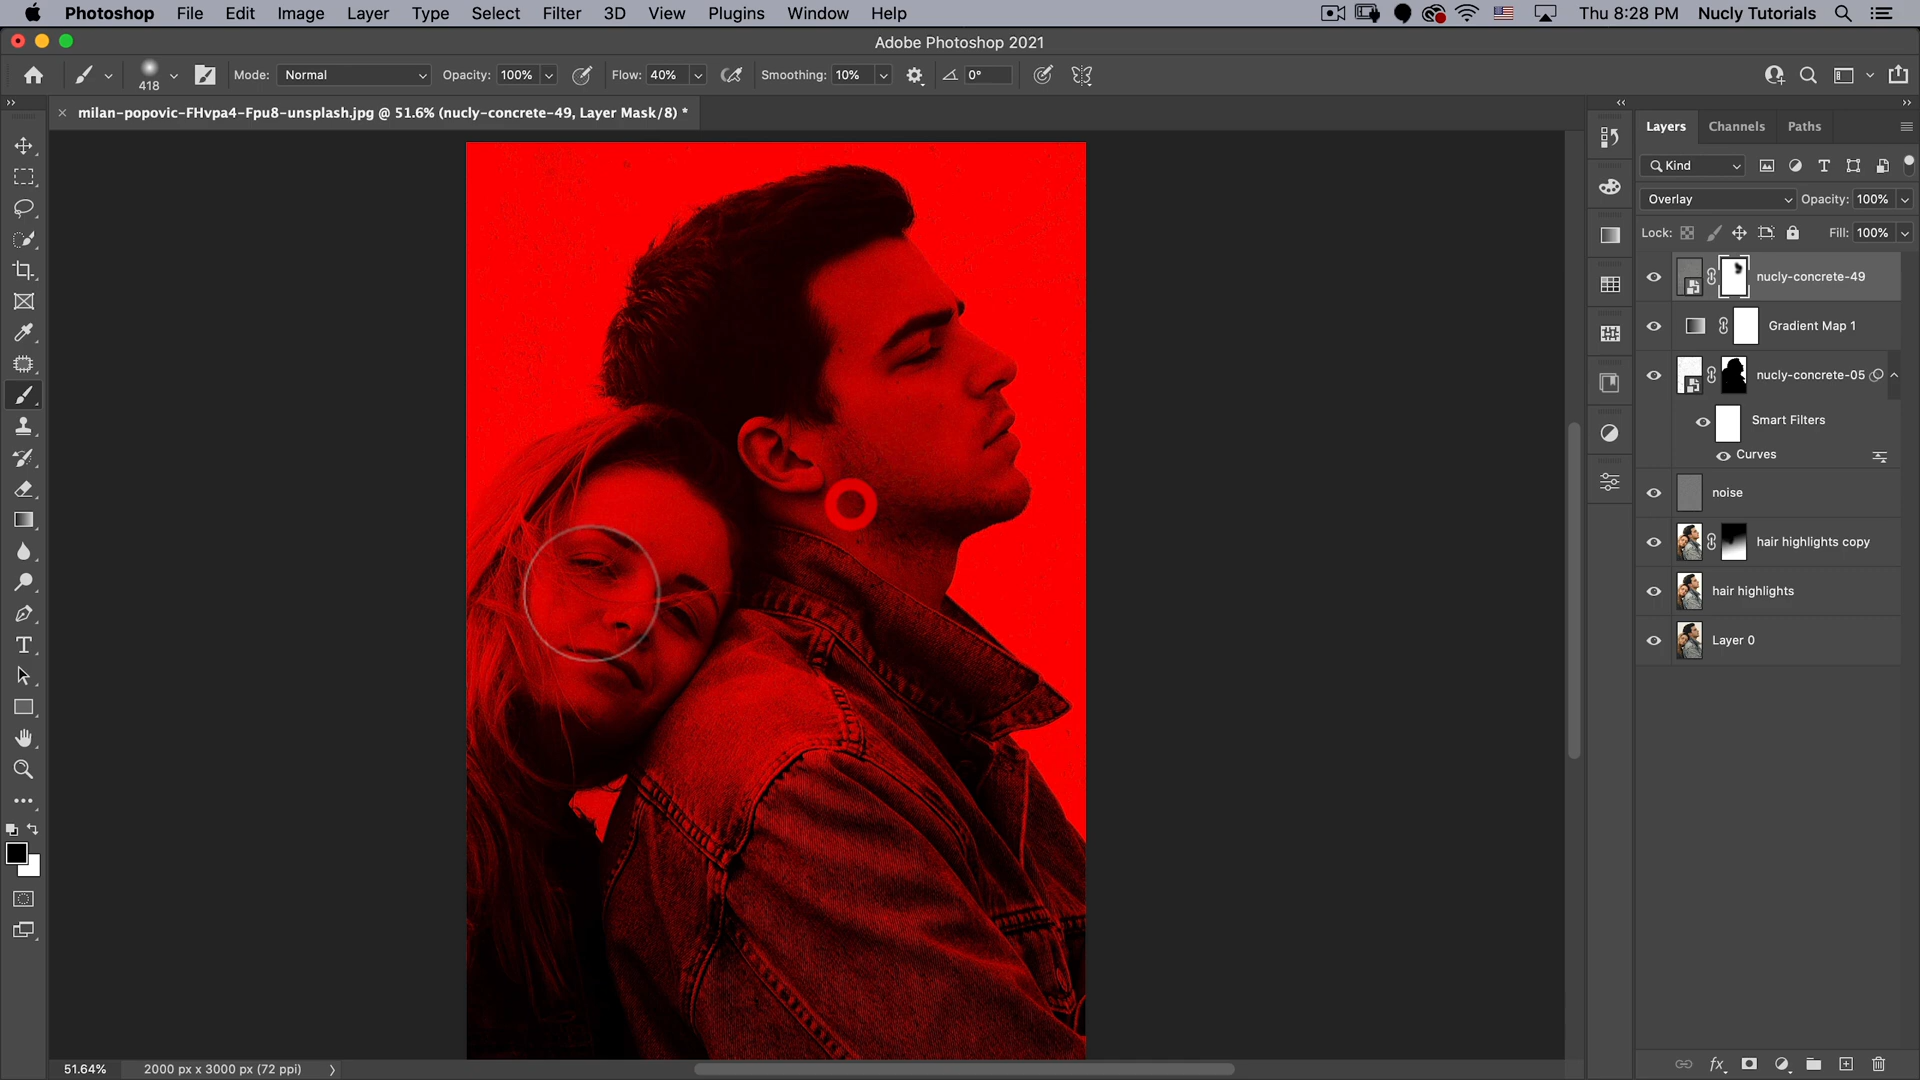 Photoshop File Edit Image Layer Type Select Filter 3D View Plugins Window Help Thu 8:28 PM Nucly Tutorials
Adobe Photoshop 2021
418 Mode: Normal Opacity: 100% Flow: 40% Smoothing: 10% 0°
milan-popovic-FHvpa4-Fpu8-unsplash.jpg @ 51.6% (nucly-concrete-49, Layer Mask/8) *
Layers Channels Paths
Kind
Overlay Opacity: 100%
Lock: Fill: 100%
nucly-concrete-49
Gradient Map 1
nucly-concrete-05
Smart Filters
Curves
noise
hair highlights copy
hair highlights
Layer 0
51.64% 2000 px x 3000 px (72 ppi)